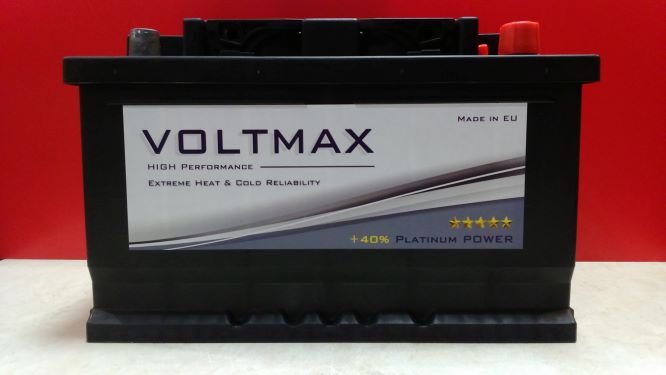 Made in EU
VOLTMAX
HIGH Performance
Extreme Heat & Cold Reliability
+40% Platinum POWER